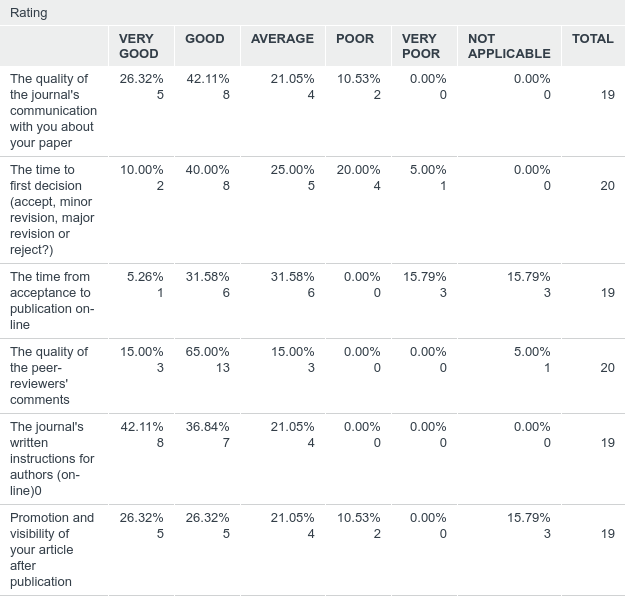 Rating
VERY GOOD GOOD AVERAGE POOR VERY POOR NOT APPLICABLE TOTAL
The quality of 26.32% 42.11% 21.05% 10.53% 0.00% 0.00%
the journal's 5 8 4 2 0 0 19
communication
with you about
your paper
The time to 10.00% 40.00% 25.00% 20.00% 5.00% 0.00%
first decision 2 8 5 4 1 0 20
(accept, minor
revision, major
revision or
reject?)
The time from 5.26% 31.58% 31.58% 0.00% 15.79% 15.79%
acceptance to 1 6 6 0 3 3 19
publication on-
line
The quality of 15.00% 65.00% 15.00% 0.00% 0.00% 5.00%
the peer- 3 13 3 0 0 1 20
reviewers'
comments
The journal's 42.11% 36.84% 21.05% 0.00% 0.00% 0.00%
written 8 7 4 0 0 0 19
instructions for
authors (on-
line)0
Promotion and 26.32% 26.32% 21.05% 10.53% 0.00% 15.79%
visibility of 5 5 4 2 0 3 19
your article
after
publication